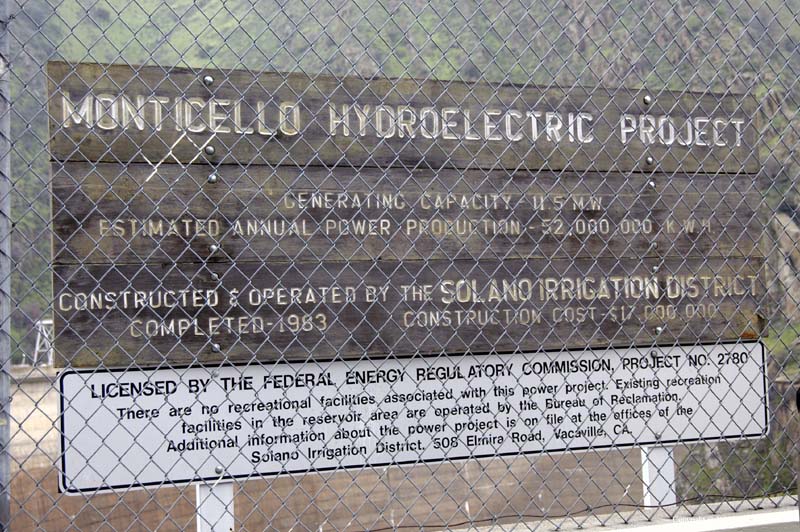 MONTICELLO HYDROELECTRIC PROJECT
GENERATING CAPACITY - 11.5 M.W.
ESTIMATED ANNUAL POWER PRODUCTION - 52,000,000 K.W.H.
CONSTRUCTED & OPERATED BY THE SOLANO IRRIGATION DISTRICT
COMPLETED-1983 CONSTRUCTION COST-$17,000,000
LICENSED BY THE FEDERAL ENERGY REGULATORY COMMISSION, PROJECT NO. 2780
There are no recreational facilities associated with this power project. Existing recreation
facilities in the reservoir area are operated by the Bureau of Reclamation.
Additional information about the power project is on file at the offices of the
Solano Irrigation District, 508 Elmira Road, Vacaville, CA.